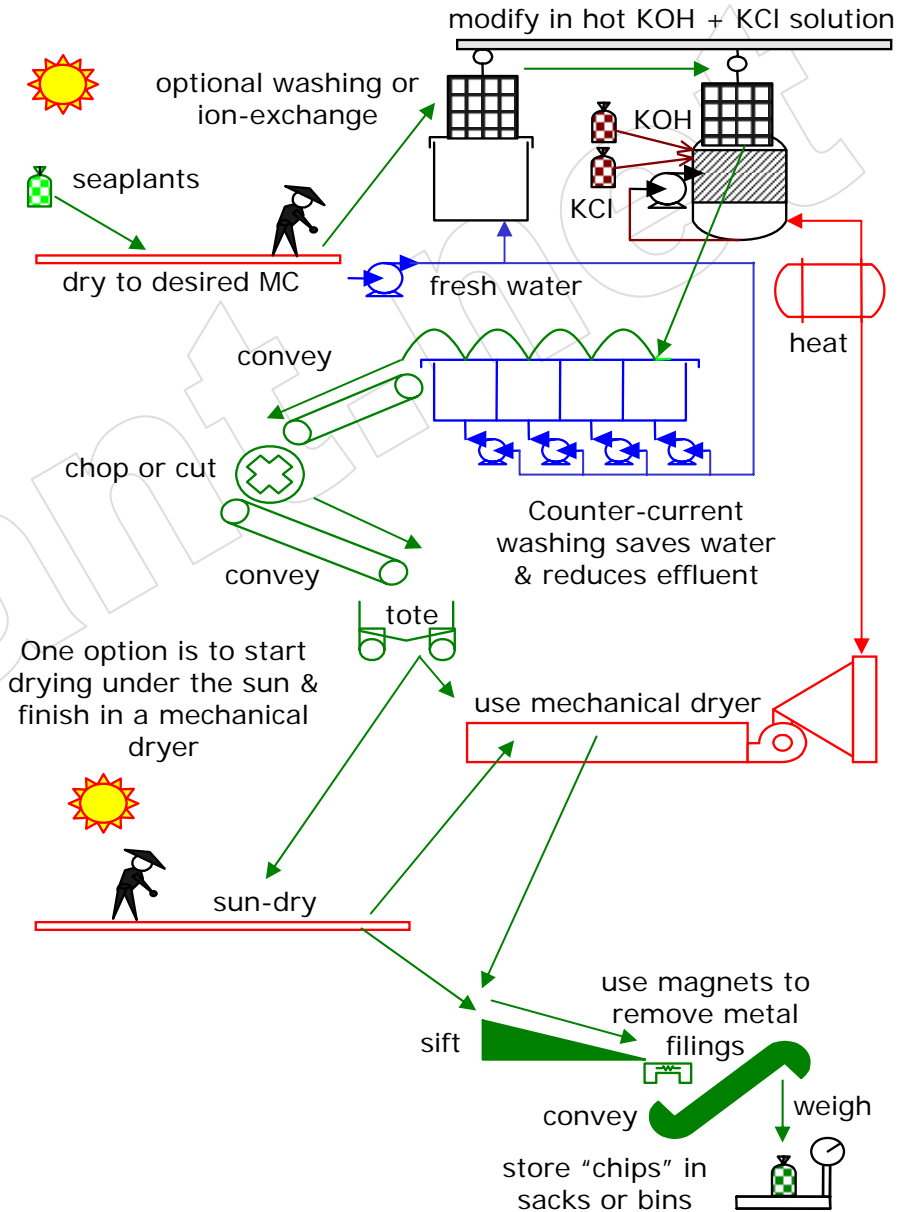 modify in hot KOH + KCl solution
optional washing or
ion-exchange
KOH
seaplants
KCl
dry to desired MC
fresh water
heat
convey
chop or cut
Counter-current
washing saves water
& reduces effluent
convey
tote
One option is to start
drying under the sun &
finish in a mechanical
dryer
use mechanical dryer
sun-dry
use magnets to
remove metal
filings
sift
convey
weigh
store “chips” in
sacks or bins
ant.net